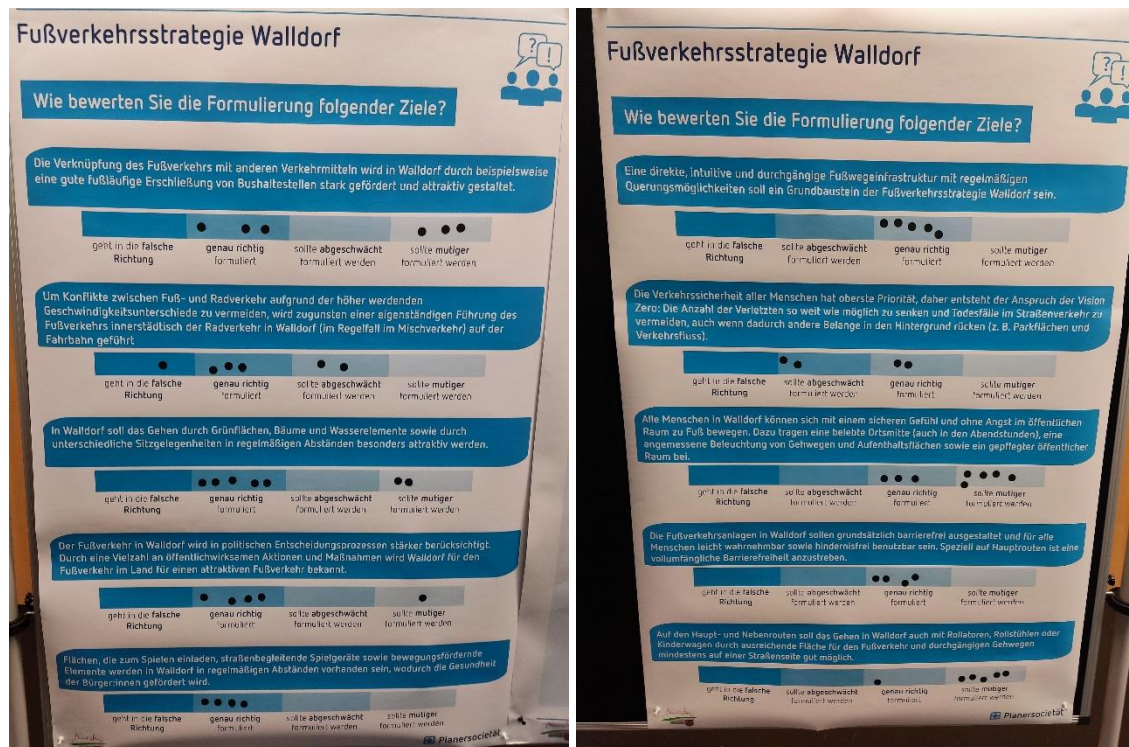 Fußverkehrsstrategie Walldorf
?
!
Wie bewerten Sie die Formulierung folgender Ziele?
Die Verknüpfung des Fußverkehrs mit anderen Verkehrmitteln wird in Walldorf durch beispielsweise
eine gute fußläufige Erschließung von Bushaltestellen stark gefördert und attraktiv gestaltet.
geht in die falsche
Richtung
genau richtig
formuliert
sollte abgeschwächt
formuliert werden
sollte mutiger
formuliert werden
Um Konflikte zwischen Fuß- und Radverkehr aufgrund der höher werdenden
Geschwindigkeitsunterschiede zu vermeiden, wird zugunsten einer eigenständigen Führung des
Fußverkehrs innerstädtisch der Radverkehr in Walldorf (im Regelfall im Mischverkehr) auf der
Fahrbahn geführt
geht in die falsche
Richtung
genau richtig
formuliert
sollte abgeschwächt
formuliert werden
sollte mutiger
formuliert werden
In Walldorf soll das Gehen durch Grünflächen, Bäume und Wasserelemente sowie durch
unterschiedliche Sitzgelegenheiten in regelmäßigen Abständen besonders attraktiv werden.
geht in die falsche
Richtung
genau richtig
formuliert
sollte abgeschwächt
formuliert werden
sollte mutiger
formuliert werden
Der Fußverkehr in Walldorf wird in politischen Entscheidungsprozessen stärker berücksichtigt.
Durch eine Vielzahl an öffentlichwirksamen Aktionen und Maßnahmen wird Walldorf für den
Fußverkehr im Land für einen attraktiven Fußverkehr bekannt.
geht in die falsche
Richtung
genau richtig
formuliert
sollte abgeschwächt
formuliert werden
sollte mutiger
formuliert werden
Flächen, die zum Spielen einladen, straßenbegleitende Spielgeräte sowie bewegungsfördernde
Elemente werden in Walldorf in regelmäßigen Abständen vorhanden sein, wodurch die Gesundheit
der Bürger:innen gefördert wird.
geht in die falsche
Richtung
genau richtig
formuliert
sollte abgeschwächt
formuliert werden
sollte mutiger
formuliert werden
Planersocietät
Fußverkehrsstrategie Walldorf
?
!
Wie bewerten Sie die Formulierung folgender Ziele?
Eine direkte, intuitive und durchgängige Fußwegeinfrastruktur mit regelmäßigen
Querungsmöglichkeiten soll ein Grundbaustein der Fußverkehrsstrategie Walldorf sein.
geht in die falsche
Richtung
sollte abgeschwächt
formuliert werden
genau richtig
formuliert
sollte mutiger
formuliert werden
Die Verkehrssicherheit aller Menschen hat oberste Priorität, daher entsteht der Anspruch der Vision
Zero: Die Anzahl der Verletzten so weit wie möglich zu senken und Todesfälle im Straßenverkehr zu
vermeiden, auch wenn dadurch andere Belange in den Hintergrund rücken (z. B. Parkflächen und
Verkehrsfluss).
geht in die falsche
Richtung
sollte abgeschwächt
formuliert werden
genau richtig
formuliert
sollte mutiger
formuliert werden
Alle Menschen in Walldorf können sich mit einem sicheren Gefühl und ohne Angst im öffentlichen
Raum zu Fuß bewegen. Dazu tragen eine belebte Ortsmitte (auch in den Abendstunden), eine
angemessene Beleuchtung von Gehwegen und Aufenthaltsflächen sowie ein gepflegter öffentlicher
Raum bei.
geht in die falsche
Richtung
sollte abgeschwächt
formuliert werden
genau richtig
formuliert
sollte mutiger
formuliert werden
Die Fußverkehrsanlagen in Walldorf sollen grundsätzlich barrierefrei ausgestaltet und für alle
Menschen leicht wahrnehmbar sowie hindernisfrei benutzbar sein. Speziell auf Hauptrouten ist eine
vollumfängliche Barrierefreiheit anzustreben.
geht in die falsche
Richtung
sollte abgeschwächt
formuliert werden
genau richtig
formuliert
sollte mutiger
formuliert werden
Auf den Haupt- und Nebenrouten soll das Gehen in Walldorf auch mit Rollatoren, Rollstühlen oder
Kinderwagen durch ausreichende Fläche für den Fußverkehr und durchgängigen Gehwegen
mindestens auf einer Straßenseite gut möglich.
geht in die falsche
Richtung
sollte abgeschwächt
formuliert werden
genau richtig
formuliert
sollte mutiger
formuliert werden
Planersocietät